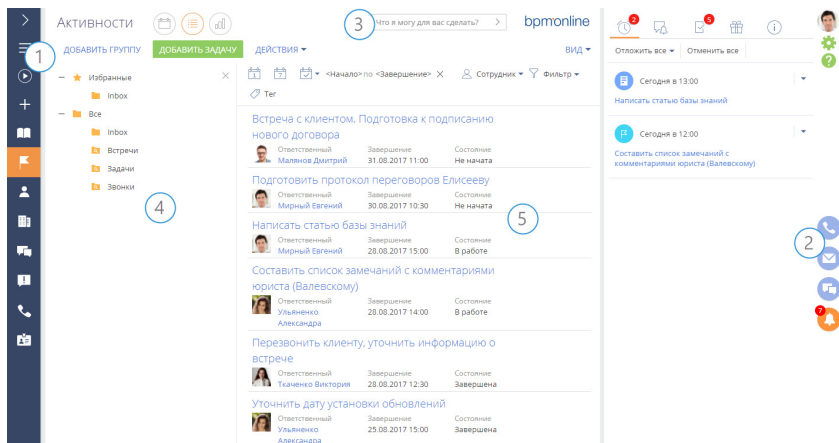 Активности
3
Что я могу для вас сделать?
bpmonline
2
5
1
ДОБАВИТЬ ГРУППУ
ДОБАВИТЬ ЗАДАЧУ
ДЕЙСТВИЯ
ВИД
Отложить все
Отменить все
Избранные
Inbox
Все
Inbox
Встречи
Задачи
Звонки
4
1
7
<Начало> по <Завершение>
Сотрудник
Фильтр
Тег
Встреча с клиентом. Подготовка к подписанию
нового договора
Ответственный Завершение Состояние
Малянов Дмитрий 31.08.2017 11:00 Не начата
Подготовить протокол переговоров Елисееву
Ответственный Завершение Состояние
Мирный Евгений 30.08.2017 10:30 Не начата
5
Написать статью базы знаний
Ответственный Завершение Состояние
Мирный Евгений 28.08.2017 15:00 В работе
Составить список замечаний с комментариями
юриста (Валевскому)
Ответственный Завершение Состояние
Ульяненко 28.08.2017 14:00 В работе
Александра
Перезвонить клиенту, уточнить информацию о
встрече
Ответственный Завершение Состояние
Ткаченко Виктория 28.08.2017 12:30 Завершена
Уточнить дату установки обновлений
Ответственный Завершение Состояние
Ульяненко 25.08.2017 15:00 Завершена
Александра
Сегодня в 13:00
Написать статью базы знаний
Сегодня в 12:00
Составить список замечаний с
комментариями юриста (Валевскому)
?
2
7